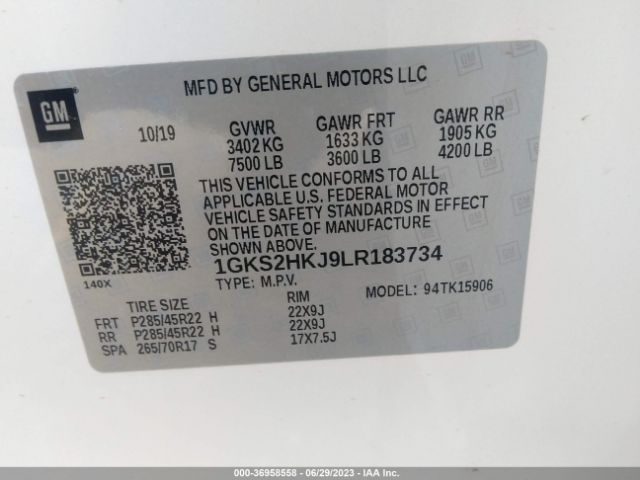 GM
MFD BY GENERAL MOTORS LLC
10/19 GVWR GAWR FRT GAWR RR
3402 KG 1633 KG 1905 KG
7500 LB 3600 LB 4200 LB
THIS VEHICLE CONFORMS TO ALL
APPLICABLE U.S. FEDERAL MOTOR
VEHICLE SAFETY STANDARDS IN EFFECT
ON THE DATE OF MANUFACTURE
SHOWN ABOVE.
1GKS2HKJ9LR183734
140X
TYPE: M.P.V. MODEL: 94TK15906
TIRE SIZE RIM
FRT P285/45R22 H 22X9J
RR P285/45R22 H 22X9J
SPA 265/70R17 S 17X7.5J
000-36958558 - 06/29/2023 - IAA Inc.